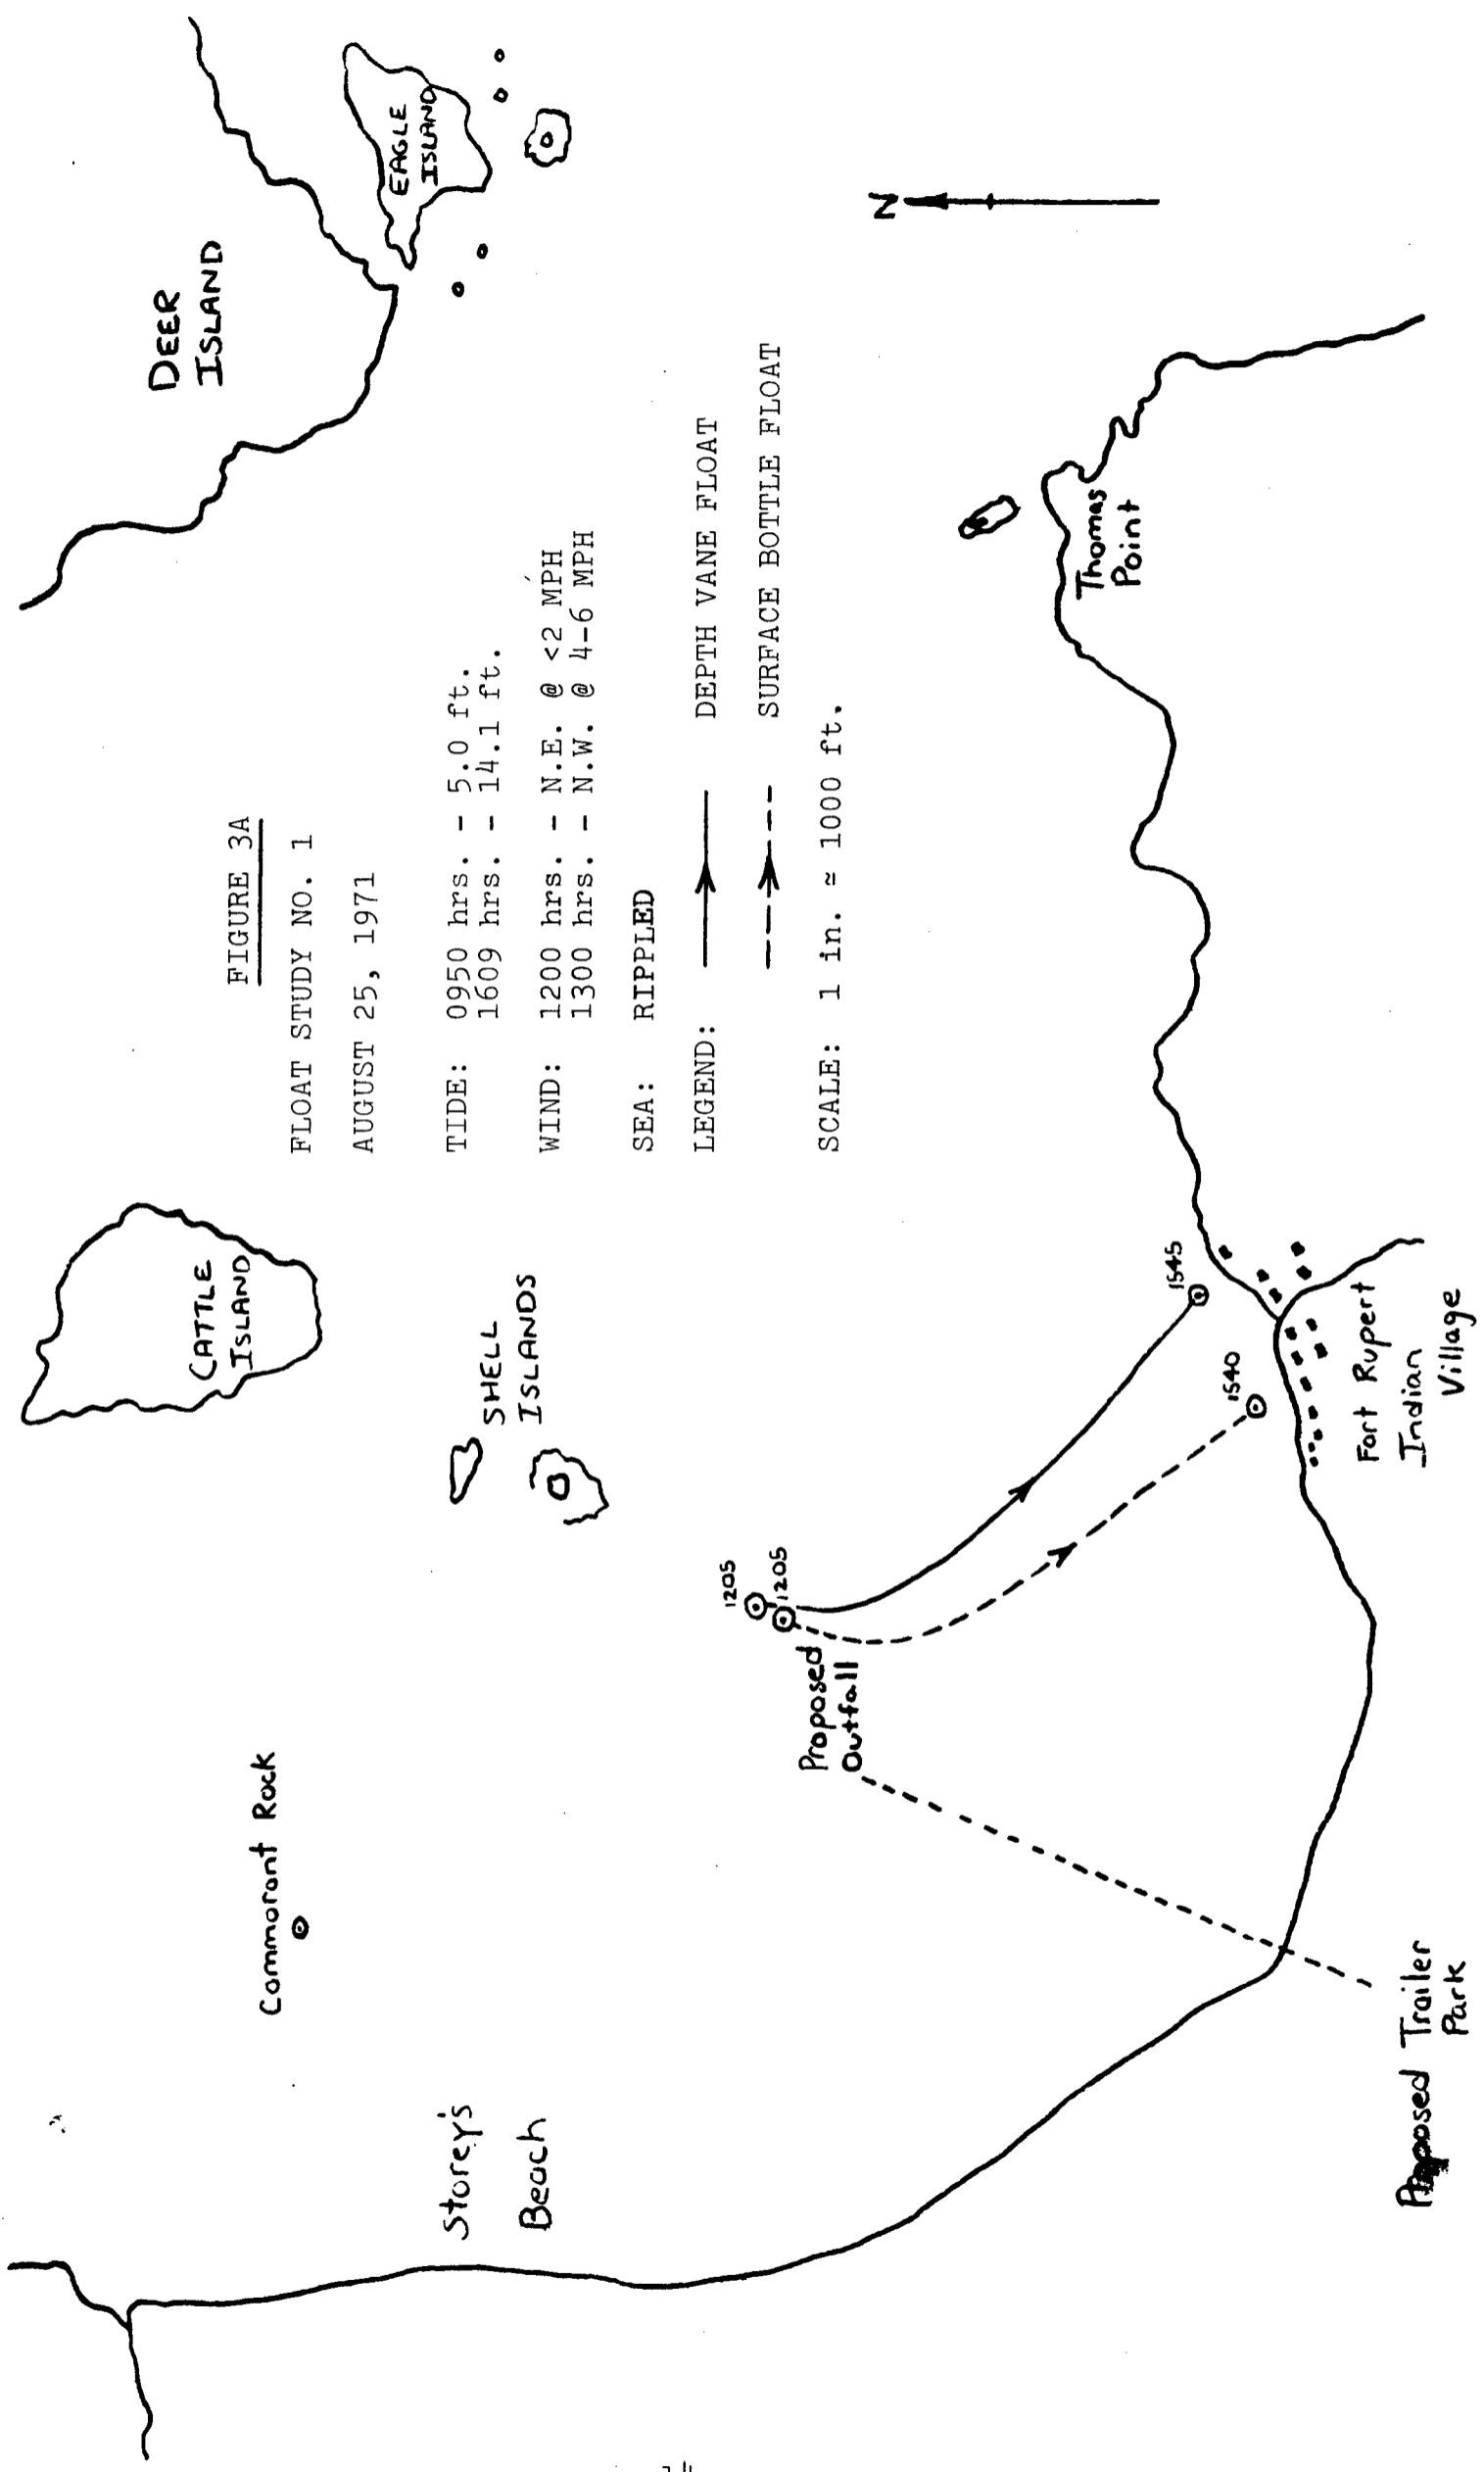 FIGURE 3A
FLOAT STUDY NO. 1
AUGUST 25, 1971
TIDE: 0950 hrs. - 5.0 ft.
1609 hrs. - 14.1 ft.
WIND: 1200 hrs. - N.E. @ <2 MPH
1300 hrs. - N.W. @ 4-6 MPH
SEA: RIPPLED
LEGEND: DEPTH VANE FLOAT
SURFACE BOTTLE FLOAT
SCALE: 1 in. ≈ 1000 ft.
DEER
ISLAND
EAGLE
ISLAND
N
CATTLE
ISLAND
SHELL
ISLANDS
Commorant Rock
Storey's
Beach
1205
1205
Proposed
Outfall
1545
1540
Thomas
Point
Fort Rupert
Indian
Village
Proposed Trailer
Park